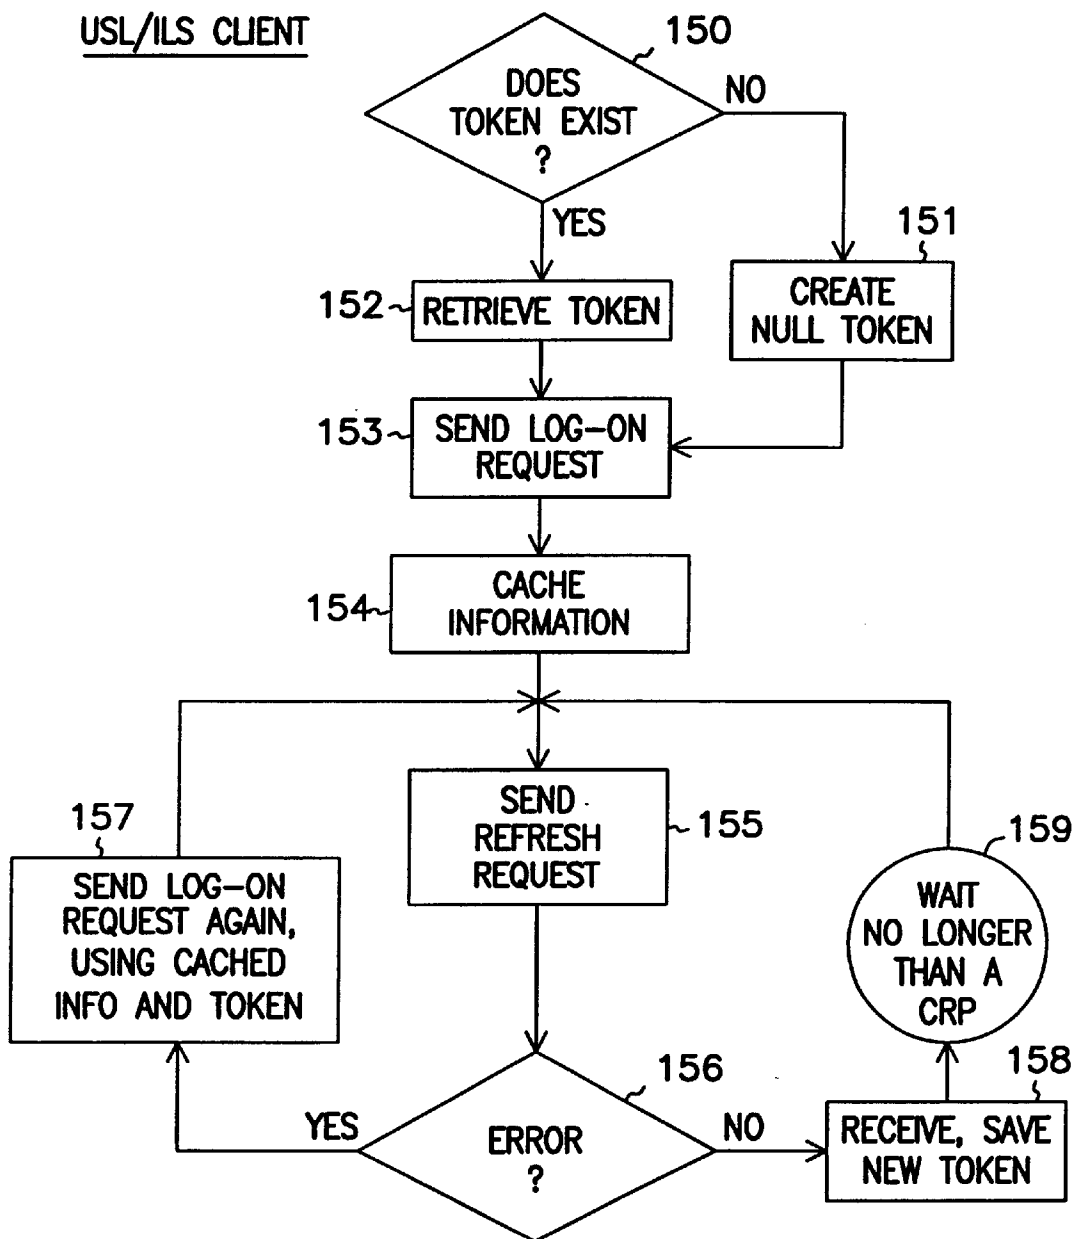 USL/ILS CLIENT
150
DOES
TOKEN EXIST
?
NO
YES
151
CREATE
NULL TOKEN
152
RETRIEVE TOKEN
153
SEND LOG-ON
REQUEST
154
CACHE
INFORMATION
155
SEND
REFRESH
REQUEST
157
SEND LOG-ON
REQUEST AGAIN,
USING CACHED
INFO AND TOKEN
159
WAIT
NO LONGER
THAN A
CRP
156
ERROR
?
YES
NO
158
RECEIVE, SAVE
NEW TOKEN